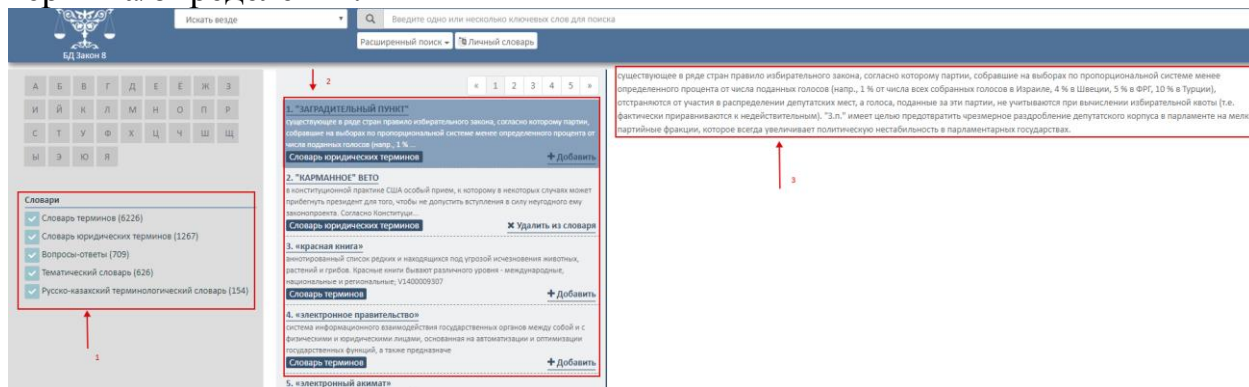 Искать везде
Введите одно или несколько ключевых слов для поиска
Расширенный поиск
Личный словарь
БД Закон 8
А Б В Г Д Е Ё Ж З
И Й К Л М Н О П Р
С Т У Ф Х Ц Ч Ш Щ
Ы Э Ю Я
Словари
Словарь терминов (6226)
Словарь юридических терминов (1267)
Вопросы-ответы (709)
Тематический словарь (626)
Русско-казахский терминологический словарь (154)
1
2
« 1 2 3 4 5 »
1. "ЗАГРАДИТЕЛЬНЫЙ ПУНКТ"
существующее в ряде стран правило избирательного закона, согласно которому партии,
собравшие на выборах по пропорциональной системе менее определенного процента от
числа поданных голосов (напр., 1 % ...
Словарь юридических терминов
+ Добавить
2. "КАРМАННОЕ" ВЕТО
в конституционной практике США особый прием, к которому в некоторых случаях может
прибегнуть президент для того, чтобы не допустить вступления в силу неугодного ему
законопроекта. Согласно Конституци...
Словарь юридических терминов
✖ Удалить из словаря
3. «красная книга»
аннотированный список редких и находящихся под угрозой исчезновения животных,
растений и грибов. Красные книги бывают различного уровня - международные,
национальные и региональные; V1400009307
Словарь терминов
+ Добавить
4. «электронное правительство»
система информационного взаимодействия государственных органов между собой и с
физическими и юридическими лицами, основанная на автоматизации и оптимизации
государственных функций, а также предназначе
Словарь терминов
+ Добавить
5. «электронный акимат»
существующее в ряде стран правило избирательного закона, согласно которому партии, собравшие на выборах по пропорциональной системе менее
определенного процента от числа поданных голосов (напр., 1 % от числа всех собранных голосов в Израиле, 4 % в Швеции, 5 % в ФРГ, 10 % в Турции),
отстраняются от участия в распределении депутатских мест, а голоса, поданные за эти партии, не учитываются при вычислении избирательной квоты (т.е.
фактически приравниваются к недействительным). "З.п." имеет целью предотвратить чрезмерное раздробление депутатского корпуса в парламенте на мелк
партийные фракции, которое всегда увеличивает политическую нестабильность в парламентарных государствах.
3